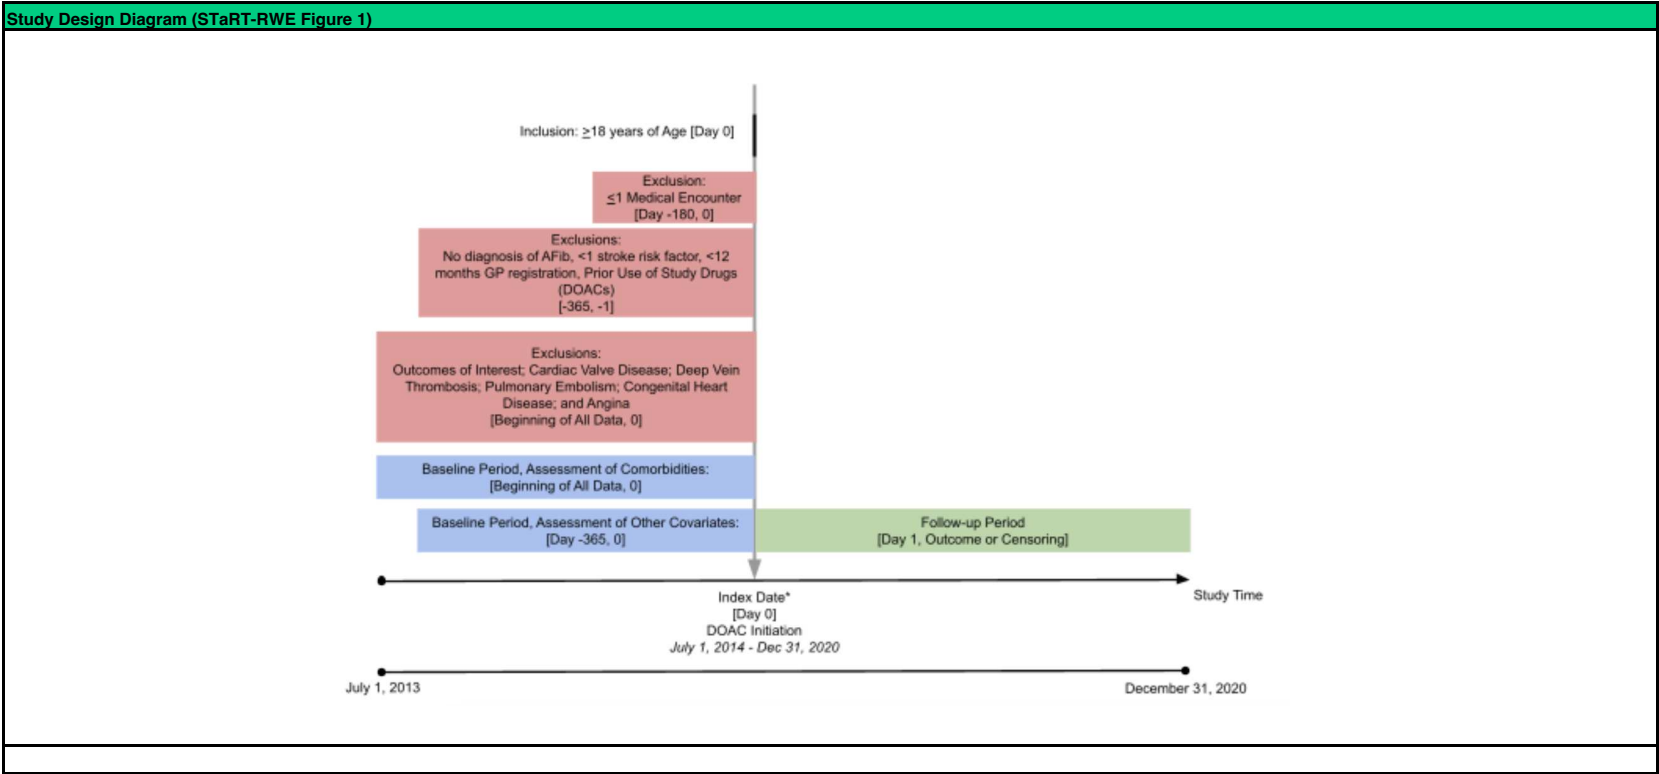 Study Design Diagram (STaRT-RWE Figure 1)
Inclusion: ≥18 years of Age [Day 0]
Exclusion:
≤1 Medical Encounter
[Day -180, 0]
Exclusions:
No diagnosis of AFib, <1 stroke risk factor, <12
months GP registration, Prior Use of Study Drugs
(DOACs)
[-365, -1]
Exclusions:
Outcomes of Interest; Cardiac Valve Disease; Deep Vein
Thrombosis; Pulmonary Embolism; Congenital Heart
Disease; and Angina
[Beginning of All Data, 0]
Baseline Period, Assessment of Comorbidities:
[Beginning of All Data, 0]
Baseline Period, Assessment of Other Covariates:
[Day -365, 0]
Follow-up Period
[Day 1, Outcome or Censoring]
Study Time
Index Date*
[Day 0]
DOAC Initiation
July 1, 2014 - Dec 31, 2020
July 1, 2013
December 31, 2020